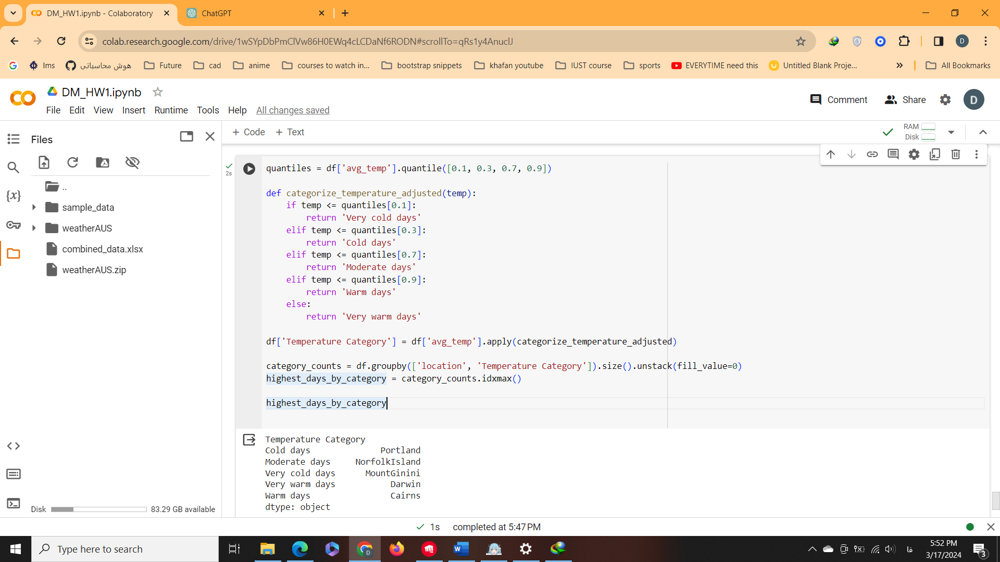 DM_HW1.ipynb - Colaboratory
ChatGPT
colab.research.google.com/drive/1wSYpDbPmClVw86H0EWq4cLCDaNf6RODN#scrollTo=qRs1y4AnuclJ
D
lms
هوش محاسباتی
Future
cad
anime
courses to watch in...
bootstrap snippets
khafan youtube
IUST course
sports
EVERYTIME need this
Untitled Blank Proje...
All Bookmarks
DM_HW1.ipynb
File Edit View Insert Runtime Tools Help All changes saved
Comment
Share
D
Files
+ Code + Text
RAM
Disk
..
sample_data
weatherAUS
combined_data.xlsx
weatherAUS.zip
{x}
Disk 83.29 GB available
2s
quantiles = df['avg_temp'].quantile([0.1, 0.3, 0.7, 0.9])
def categorize_temperature_adjusted(temp):
if temp <= quantiles[0.1]:
return 'Very cold days'
elif temp <= quantiles[0.3]:
return 'Cold days'
elif temp <= quantiles[0.7]:
return 'Moderate days'
elif temp <= quantiles[0.9]:
return 'Warm days'
else:
return 'Very warm days'
df['Temperature Category'] = df['avg_temp'].apply(categorize_temperature_adjusted)
category_counts = df.groupby(['location', 'Temperature Category']).size().unstack(fill_value=0)
highest_days_by_category = category_counts.idxmax()
highest_days_by_category
Temperature Category
Cold days Portland
Moderate days NorfolkIsland
Very cold days MountGinini
Very warm days Darwin
Warm days Cairns
dtype: object
1s completed at 5:47 PM
Type here to search
فا
5:52 PM
3/17/2024
3